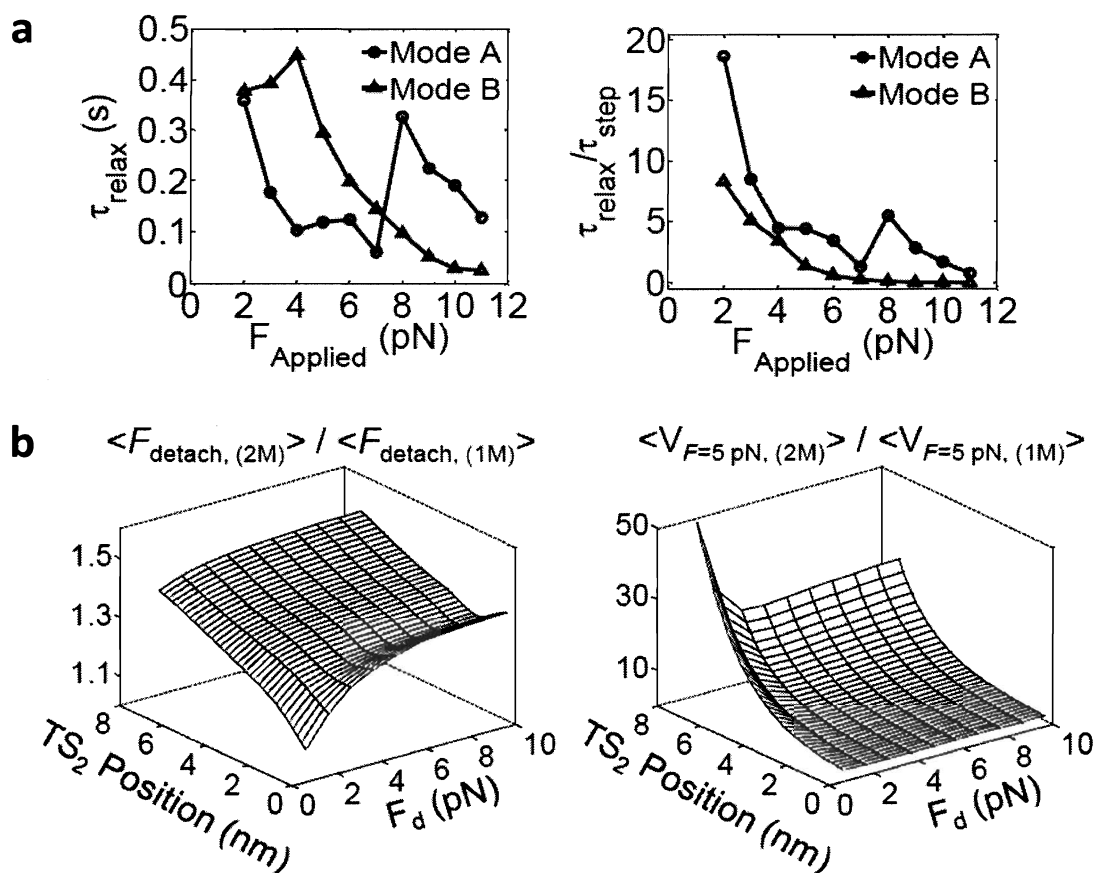 a
0.5
0.4
0.3
0.2
0.1
0
0 2 4 6 8 10 12
τrelax (s)
FApplied (pN)
Mode A
Mode B
20
15
10
5
0
0 2 4 6 8 10 12
τrelax/τstep
FApplied (pN)
Mode A
Mode B
b
<Fdetach, (2M)> / <Fdetach, (1M)>
1.5
1.3
1.1
8 6 4 2 0
TS2 Position (nm)
0 2 4 6 8 10
Fd (pN)
<VF=5 pN, (2M)> / <VF=5 pN, (1M)>
50
30
10
8 6 4 2 0
TS2 Position (nm)
0 2 4 6 8 10
Fd (pN)